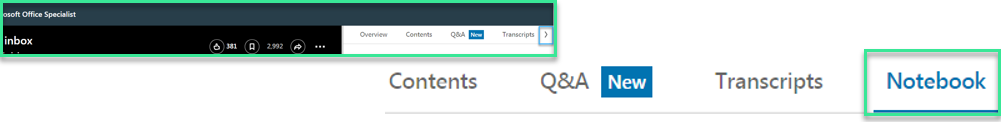 osoft Office Specialist
inbox
381 2,992
Overview Contents Q&A New Transcripts
Contents Q&A New Transcripts Notebook